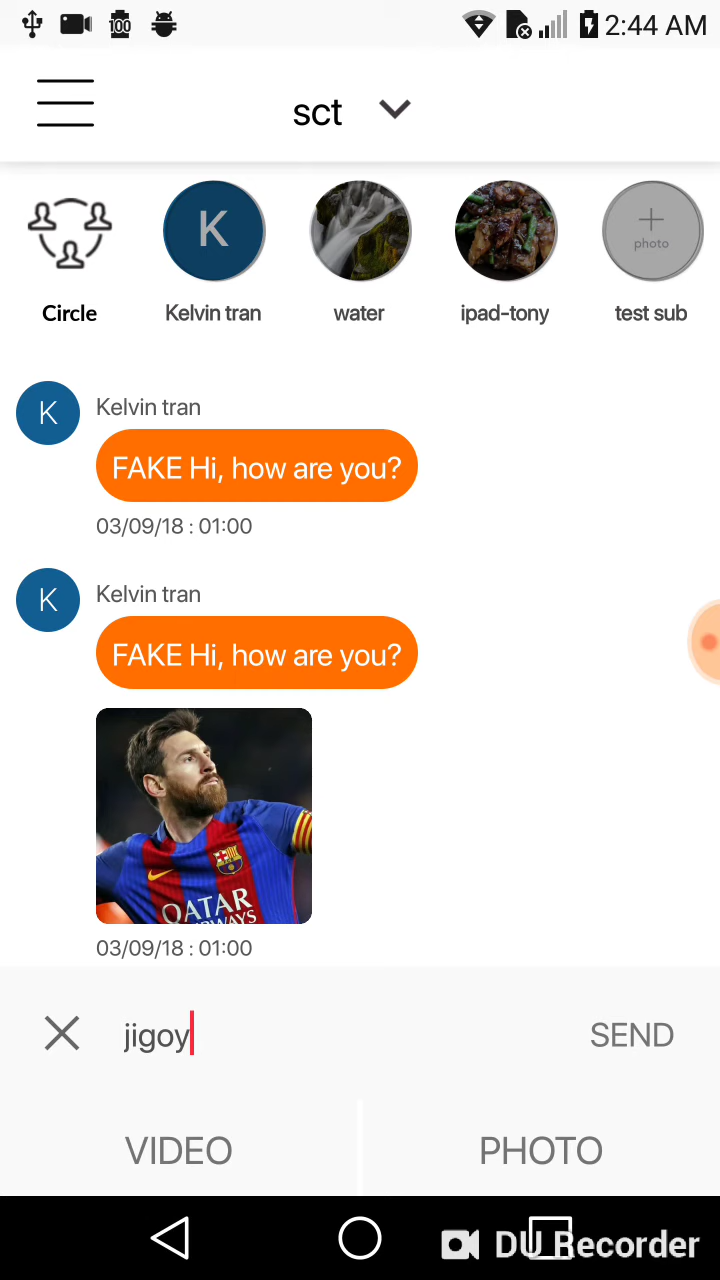 100
2:44 AM
sct
K
photo
Circle
Kelvin tran
water
ipad-tony
test sub
K
Kelvin tran
FAKE Hi, how are you?
03/09/18 : 01:00
K
Kelvin tran
FAKE Hi, how are you?
QATAR
AIRWAYS
03/09/18 : 01:00
jigoy
SEND
VIDEO
PHOTO
DU Recorder